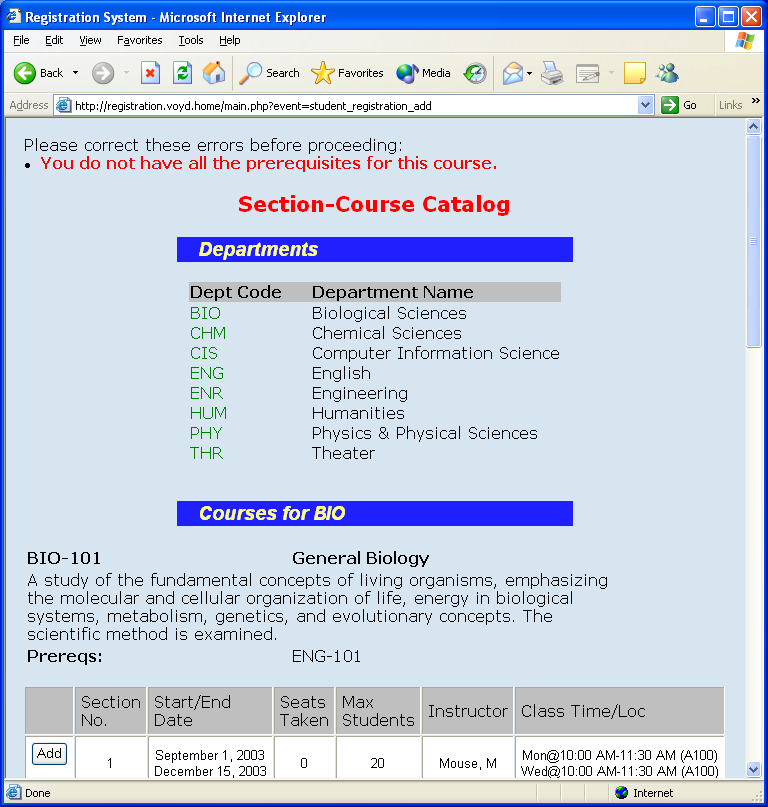 Registration System - Microsoft Internet Explorer
File Edit View Favorites Tools Help
Back Search Favorites Media
Address http://registration.voyd.home/main.php?event=student_registration_add Go Links »
Please correct these errors before proceeding:
• You do not have all the prerequisites for this course.
Section-Course Catalog
Departments
Dept Code Department Name
BIO Biological Sciences
CHM Chemical Sciences
CIS Computer Information Science
ENG English
ENR Engineering
HUM Humanities
PHY Physics & Physical Sciences
THR Theater
Courses for BIO
BIO-101 General Biology
A study of the fundamental concepts of living organisms, emphasizing
the molecular and cellular organization of life, energy in biological
systems, metabolism, genetics, and evolutionary concepts. The
scientific method is examined.
Prereqs: ENG-101
Section No. Start/End Date Seats Taken Max Students Instructor Class Time/Loc
Add 1 September 1, 2003 0 20 Mouse, M Mon@10:00 AM-11:30 AM (A100)
December 15, 2003 Wed@10:00 AM-11:30 AM (A100)
Done Internet